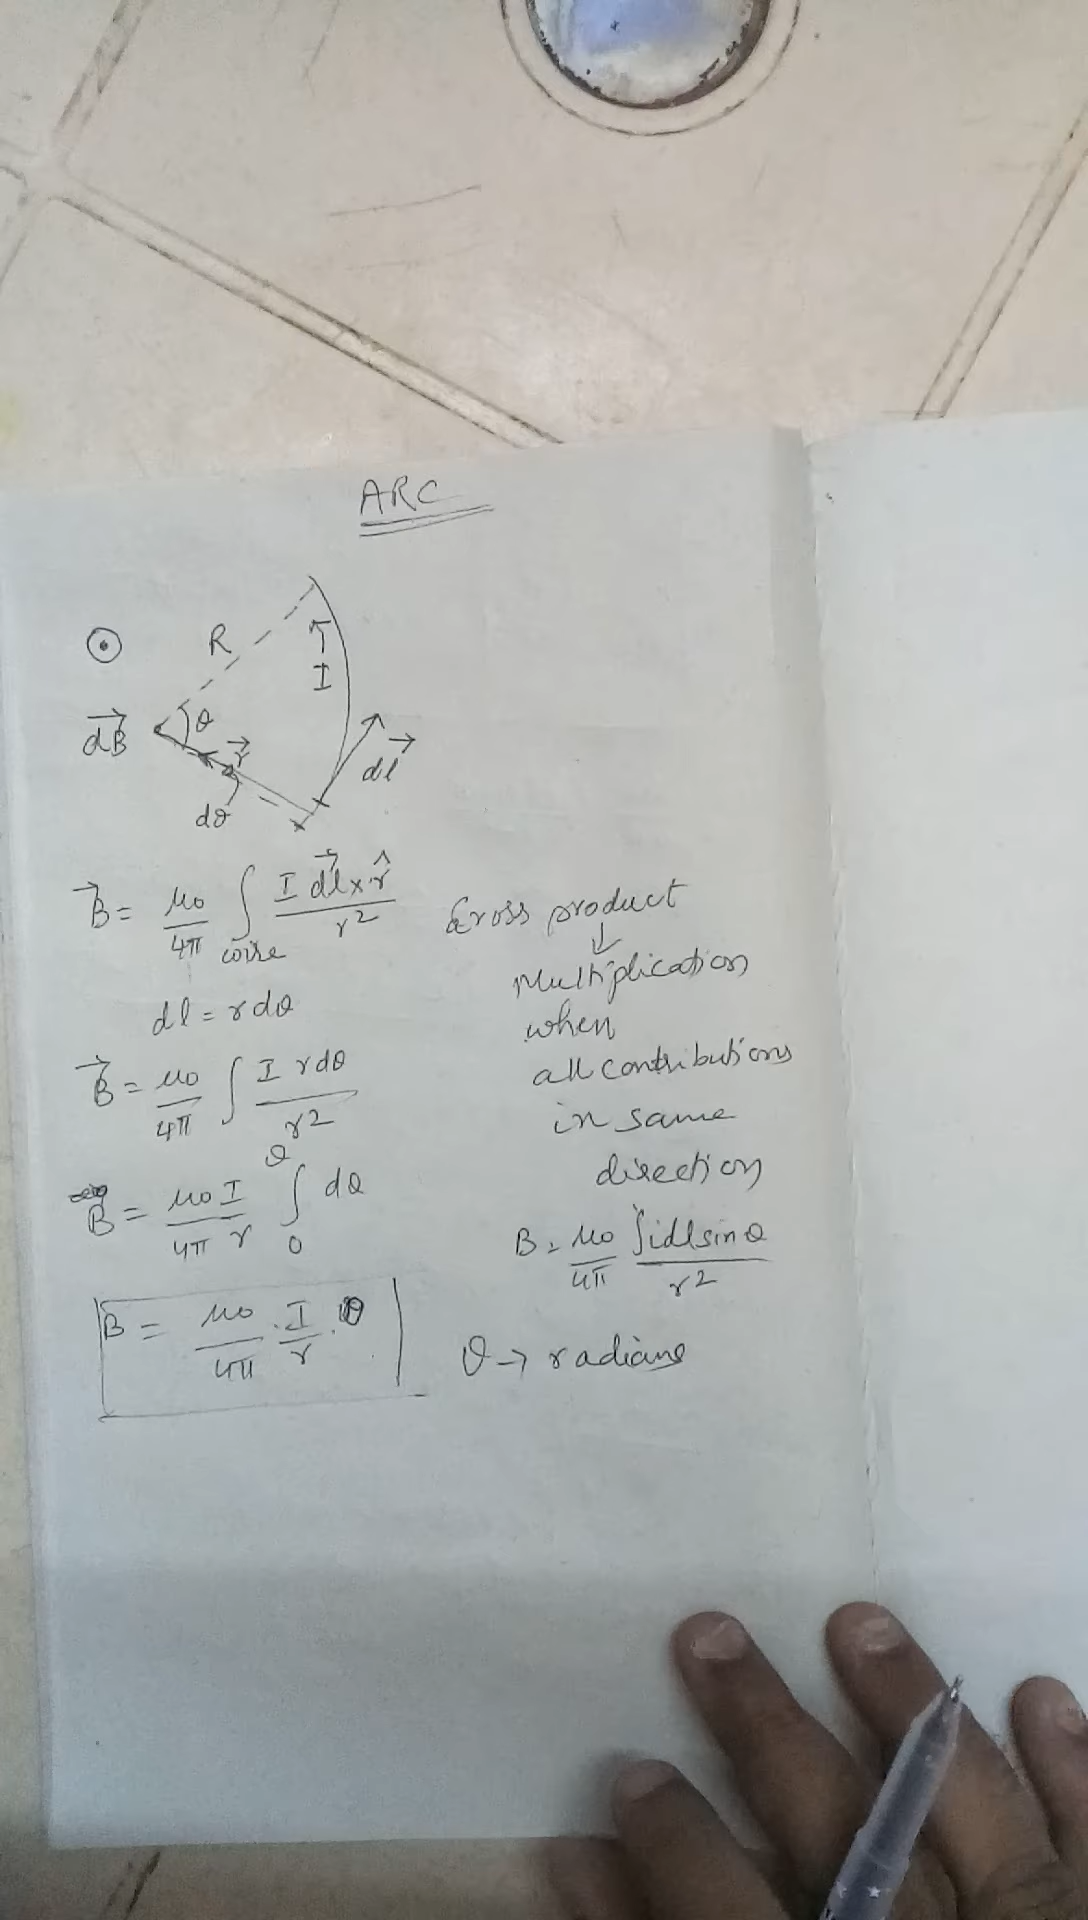 ARC
R
I
θ
r⃗
dB⃗
dl⃗
dθ
B⃗ = μ0/4π ∫wire I dl⃗ × r̂ / r²
Cross product
↓
Multiplication
when
all contributions
in same
direction
dl = r dθ
B⃗ = μ0/4π ∫ I r dθ / r²
B = μ0 I / 4π r ∫0^θ dθ
B = μ0/4π ∫ idl sin θ / r²
B = μ0/4π · I/r · θ
θ → radians